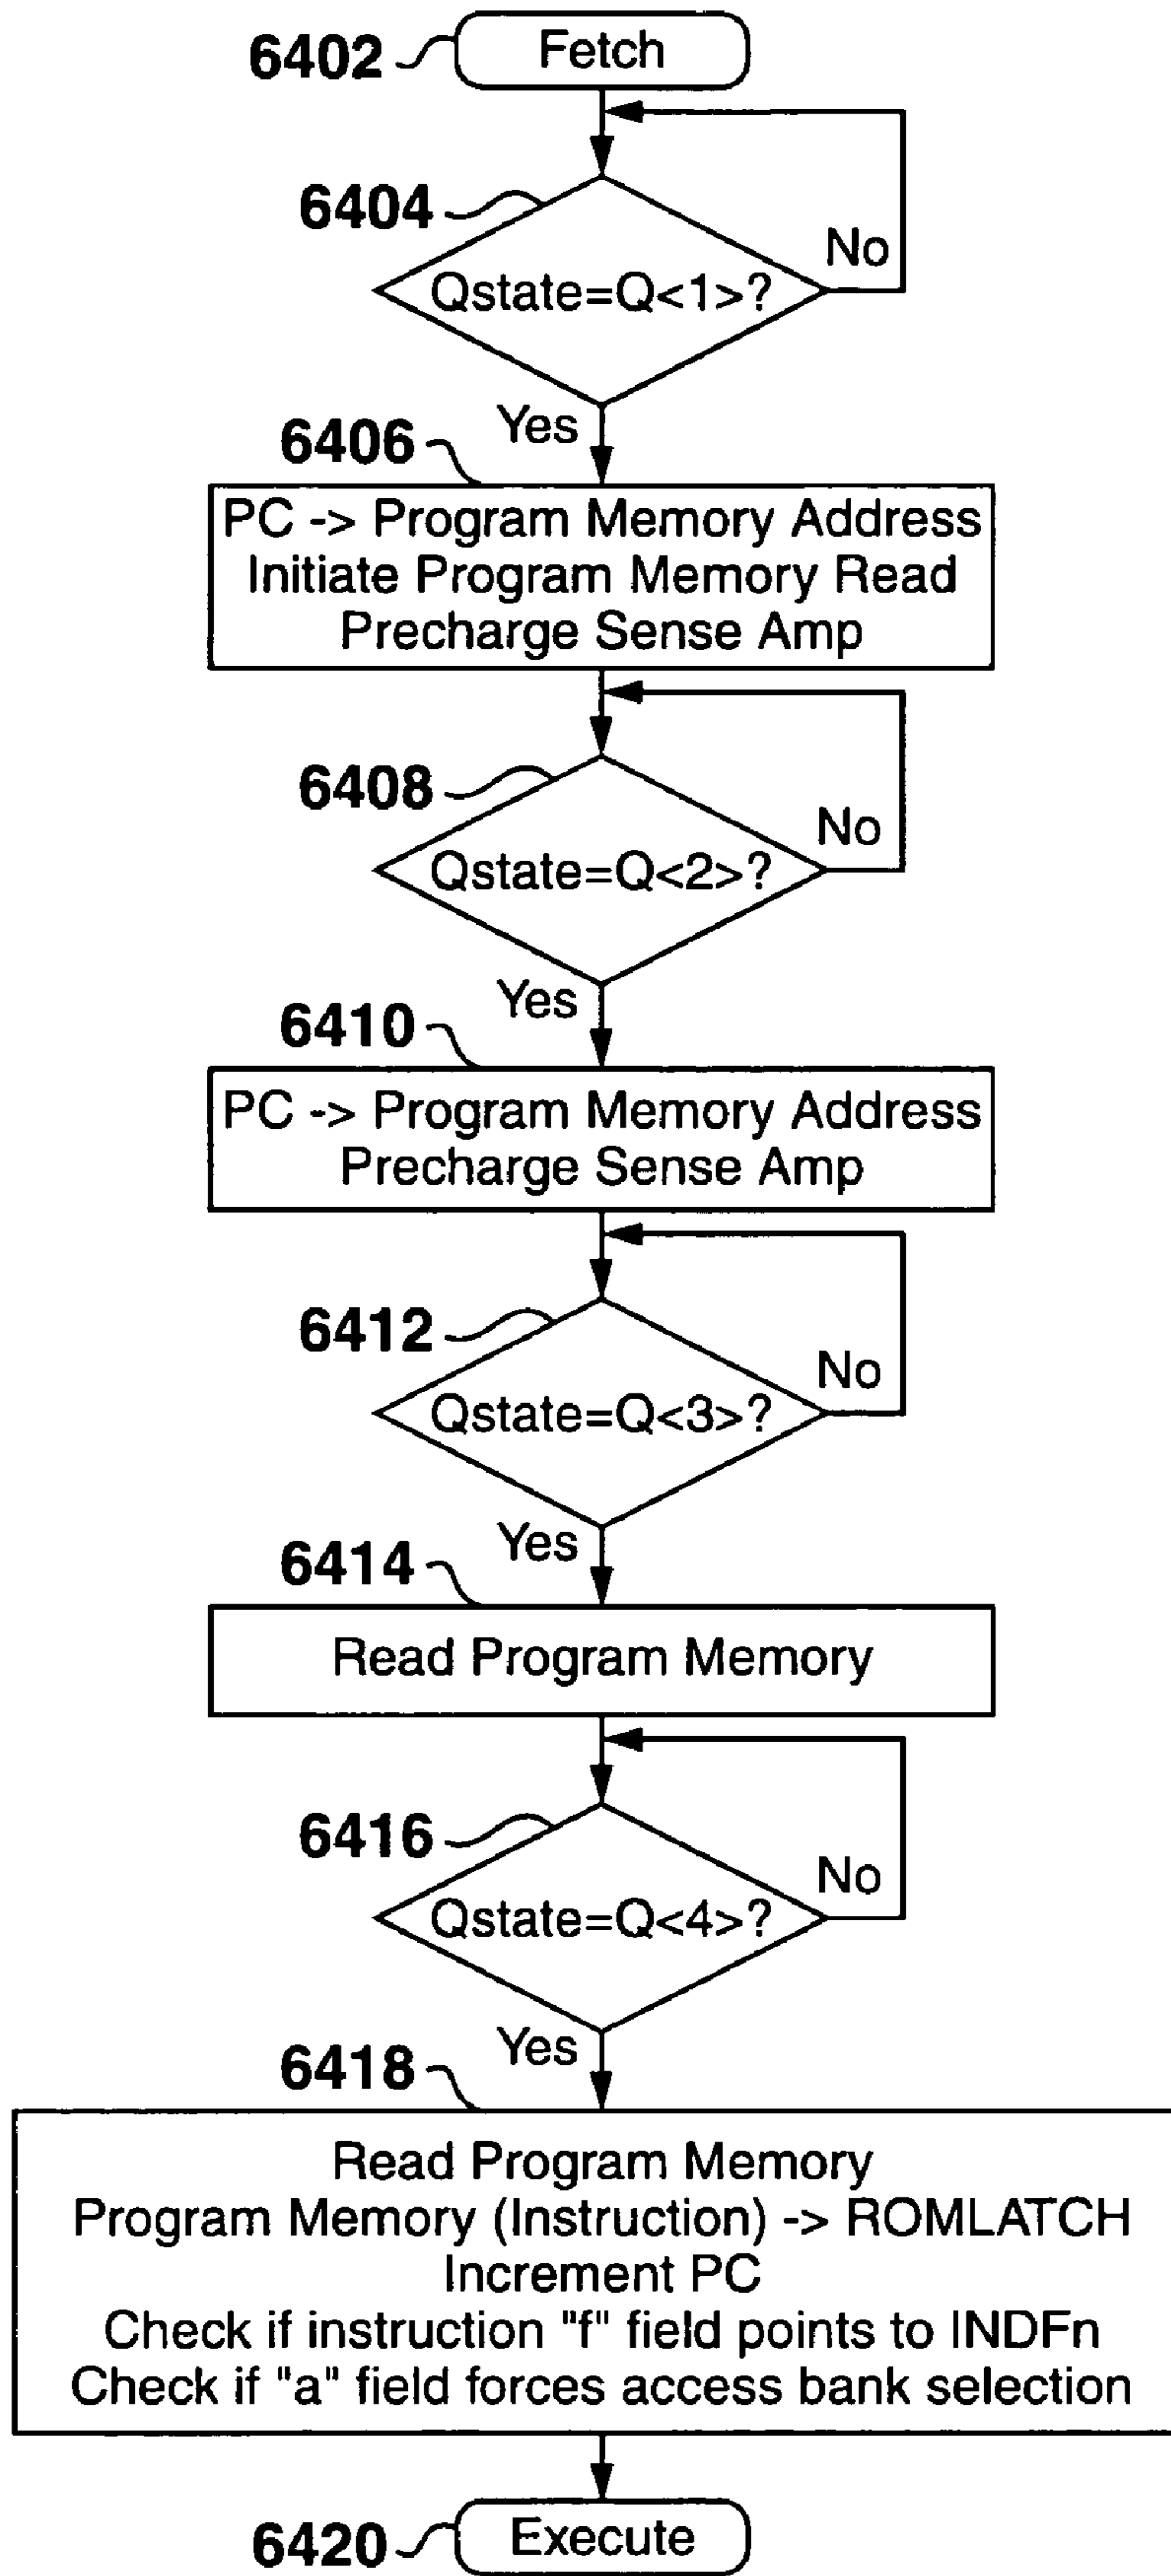 6402
Fetch
6404
Qstate=Q<1>?
No
Yes
6406
PC -> Program Memory Address
Initiate Program Memory Read
Precharge Sense Amp
6408
Qstate=Q<2>?
No
Yes
6410
PC -> Program Memory Address
Precharge Sense Amp
6412
Qstate=Q<3>?
No
Yes
6414
Read Program Memory
6416
Qstate=Q<4>?
No
Yes
6418
Read Program Memory
Program Memory (Instruction) -> ROMLATCH
Increment PC
Check if instruction "f" field points to INDFn
Check if "a" field forces access bank selection
6420
Execute